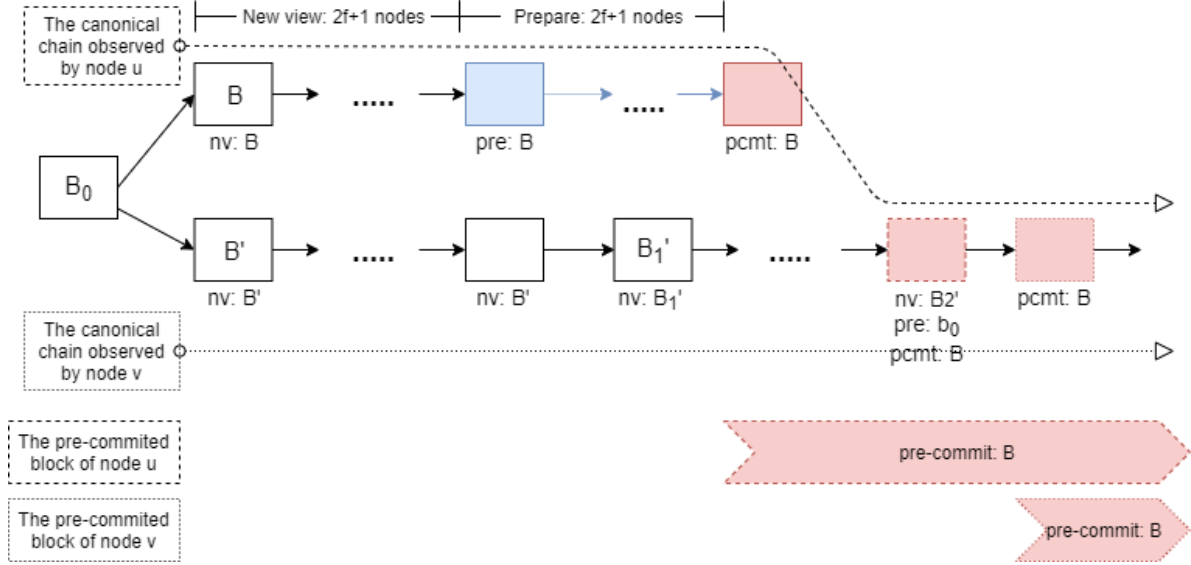 The canonical
chain observed
by node u
New view: 2f+1 nodes
Prepare: 2f+1 nodes
B
.....
.....
nv: B
pre: B
pcmt: B
B₀
B'
.....
B₁'
.....
nv: B'
nv: B'
nv: B₁'
nv: B2'
pre: b₀
pcmt: B
pcmt: B
The canonical
chain observed
by node v
The pre-commited
block of node u
pre-commit: B
The pre-commited
block of node v
pre-commit: B